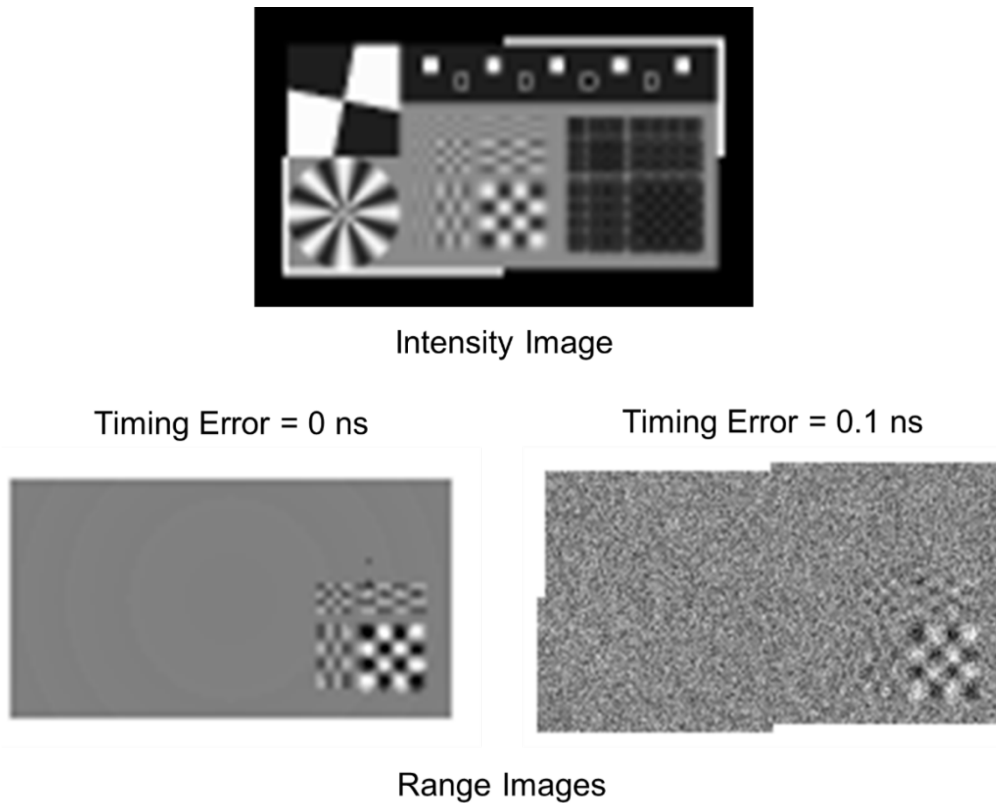 Intensity Image
Timing Error = 0 ns
Timing Error = 0.1 ns
Range Images